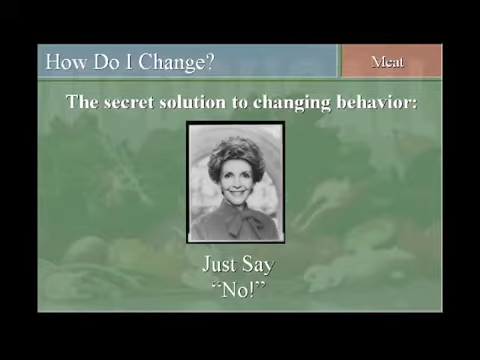 How Do I Change?
Meat
The secret solution to changing behavior:
Just Say
“No!”